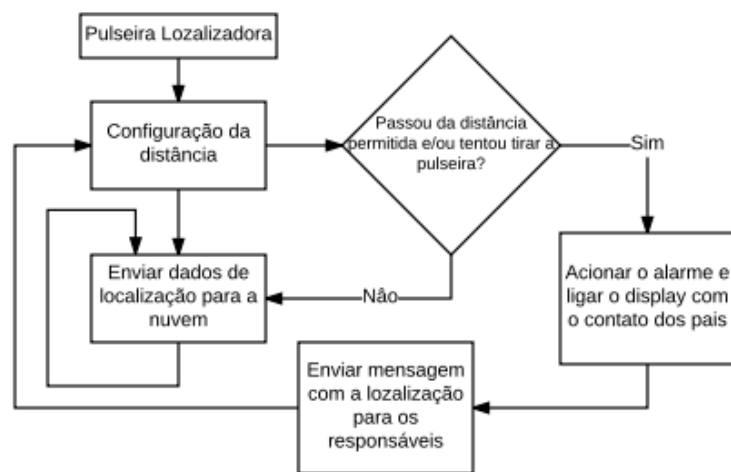 Pulseira Lozalizadora
Configuração da
distância
Passou da distância
permitida e/ou tentou tirar a
pulseira?
Sim
Enviar dados de
localização para a
nuvem
Nâo
Acionar o alarme e
ligar o display com
o contato dos pais
Enviar mensagem
com a lozalização
para os
responsáveis